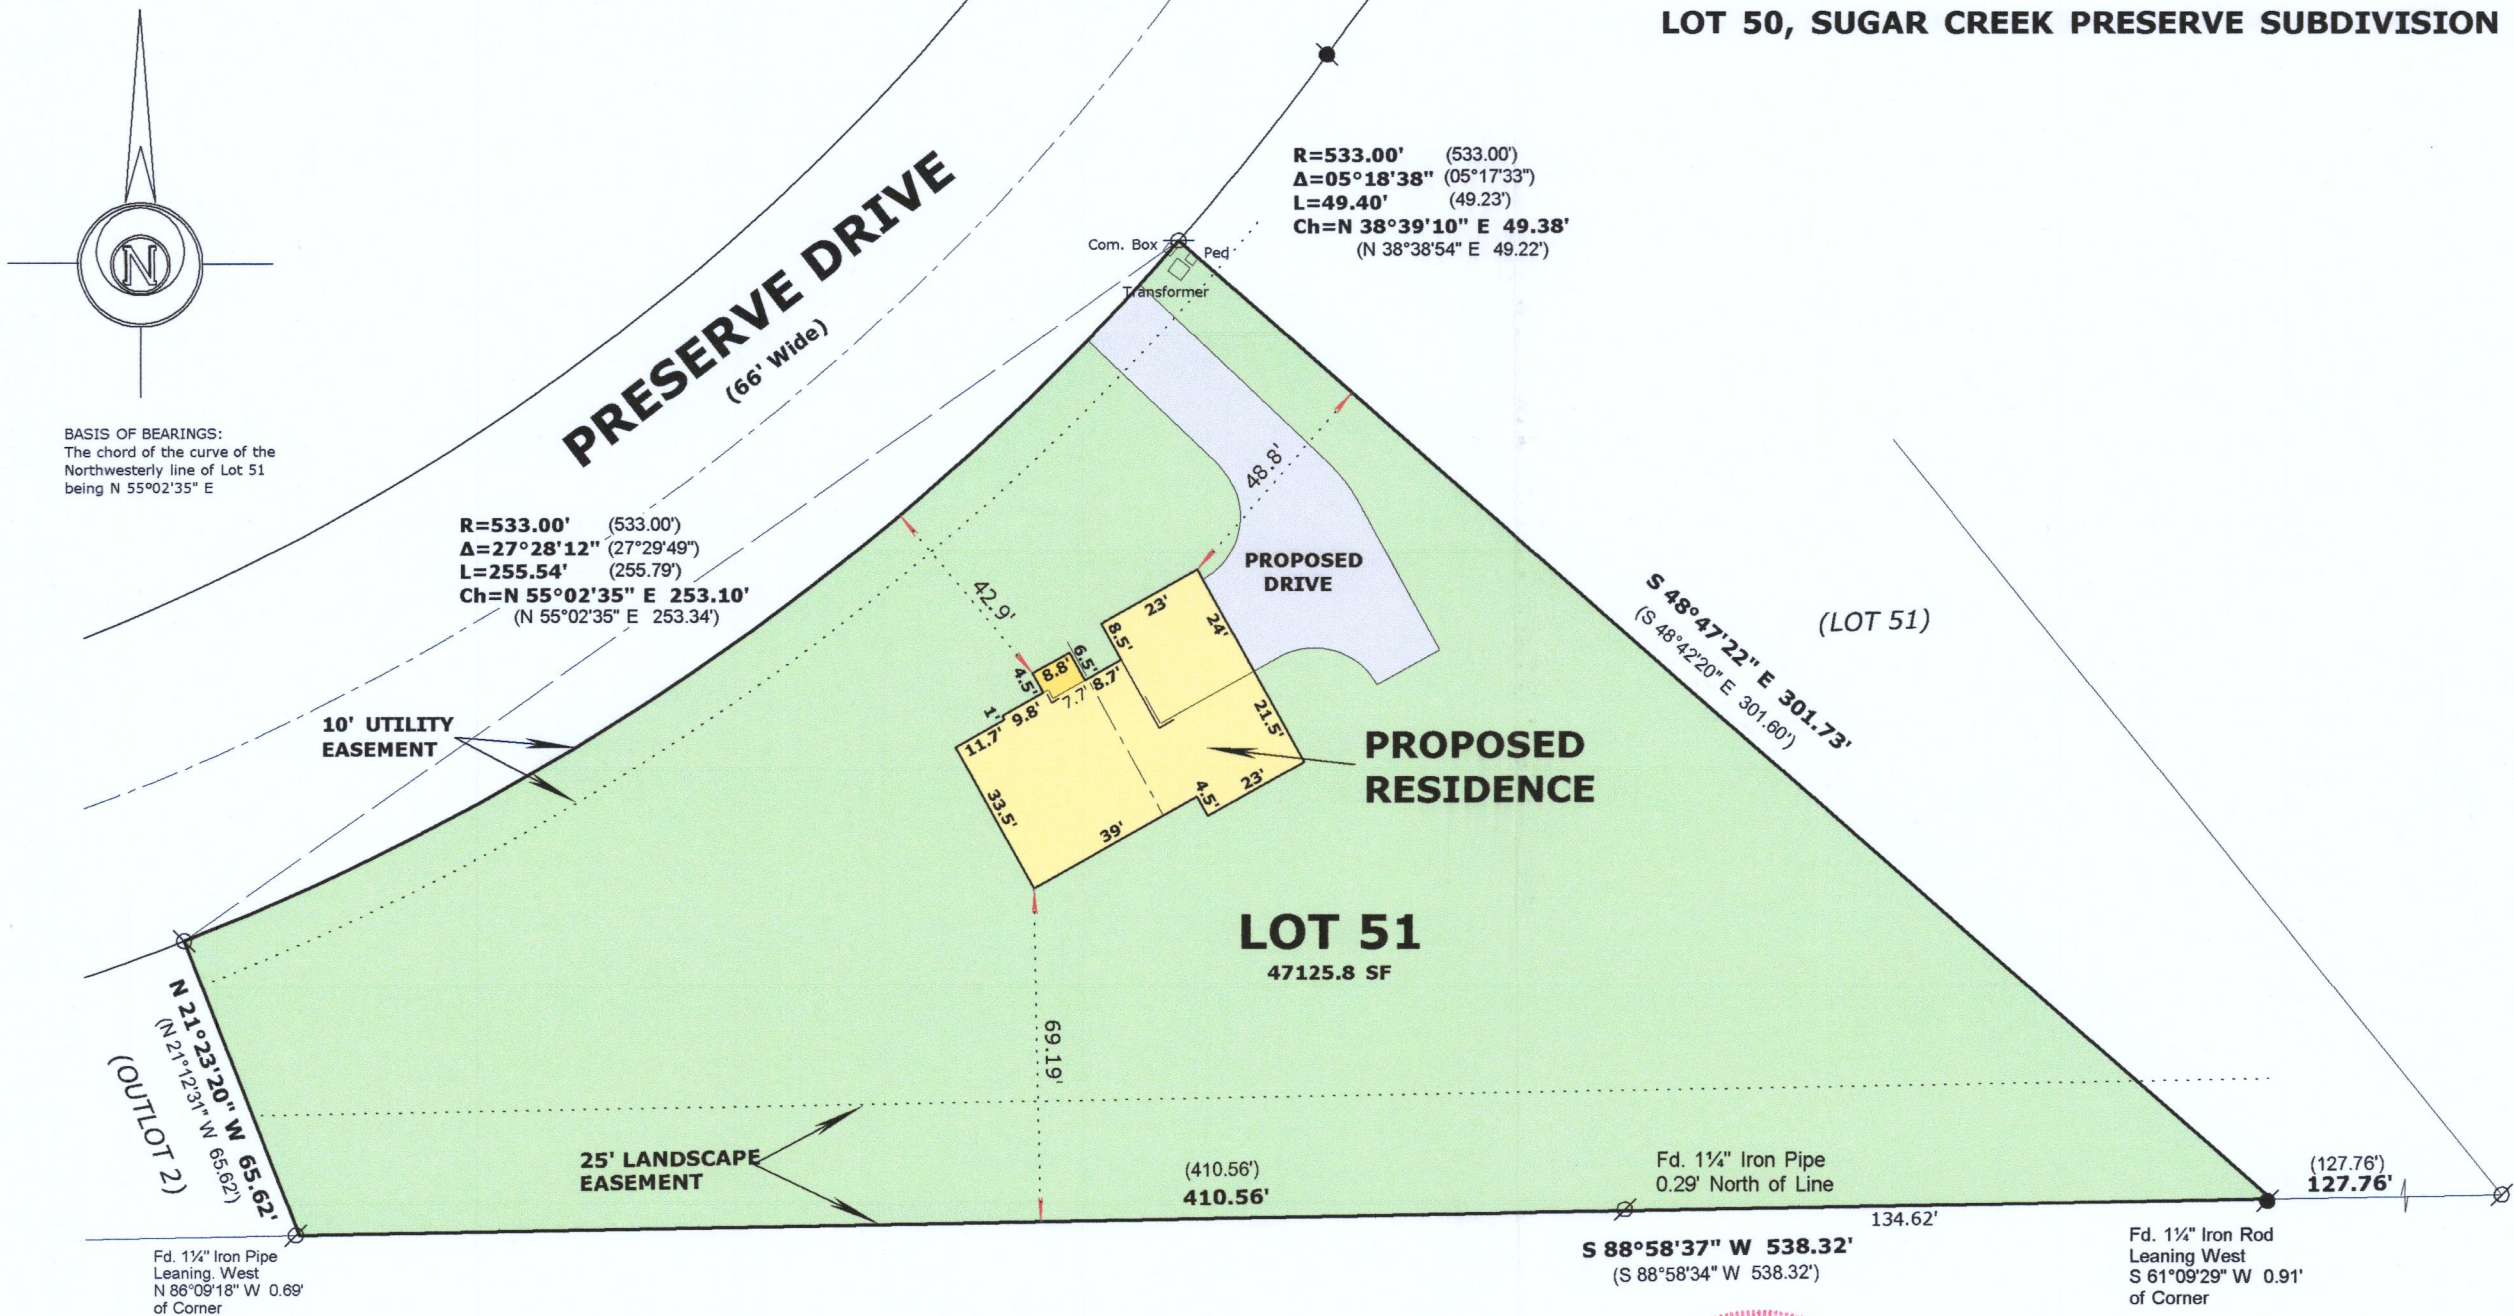 LOT 50, SUGAR CREEK PRESERVE SUBDIVISION
N
BASIS OF BEARINGS:
The chord of the curve of the
Northwesterly line of Lot 51
being N 55°02'35" E
PRESERVE DRIVE
(66' Wide)
R=533.00' (533.00')
Δ=05°18'38" (05°17'33")
L=49.40' (49.23')
Ch=N 38°39'10" E 49.38'
(N 38°38'54" E 49.22')
Com. Box
Ped
Transformer
R=533.00' (533.00')
Δ=27°28'12" (27°29'49")
L=255.54' (255.79')
Ch=N 55°02'35" E 253.10'
(N 55°02'35" E 253.34')
48.8'
42.9'
PROPOSED
DRIVE
S 48°47'22" E 301.73'
(S 48°42'20" E 301.60')
(LOT 51)
10' UTILITY
EASEMENT
23'
24'
8.5'
6.5'
8.8'
4.5'
7.7'
8.7'
1'
9.8'
11.7'
21.5'
33.5'
39'
4.5'
23'
PROPOSED
RESIDENCE
LOT 51
47125.8 SF
69.19'
N 21°23'20" W 65.62'
(N 21°12'31" W 65.62')
(OUTLOT 2)
25' LANDSCAPE
EASEMENT
(410.56')
410.56'
Fd. 1¼" Iron Pipe
0.29' North of Line
(127.76')
127.76'
134.62'
S 88°58'37" W 538.32'
(S 88°58'34" W 538.32')
Fd. 1¼" Iron Pipe
Leaning. West
N 86°09'18" W 0.69'
of Corner
Fd. 1¼" Iron Rod
Leaning West
S 61°09'29" W 0.91'
of Corner